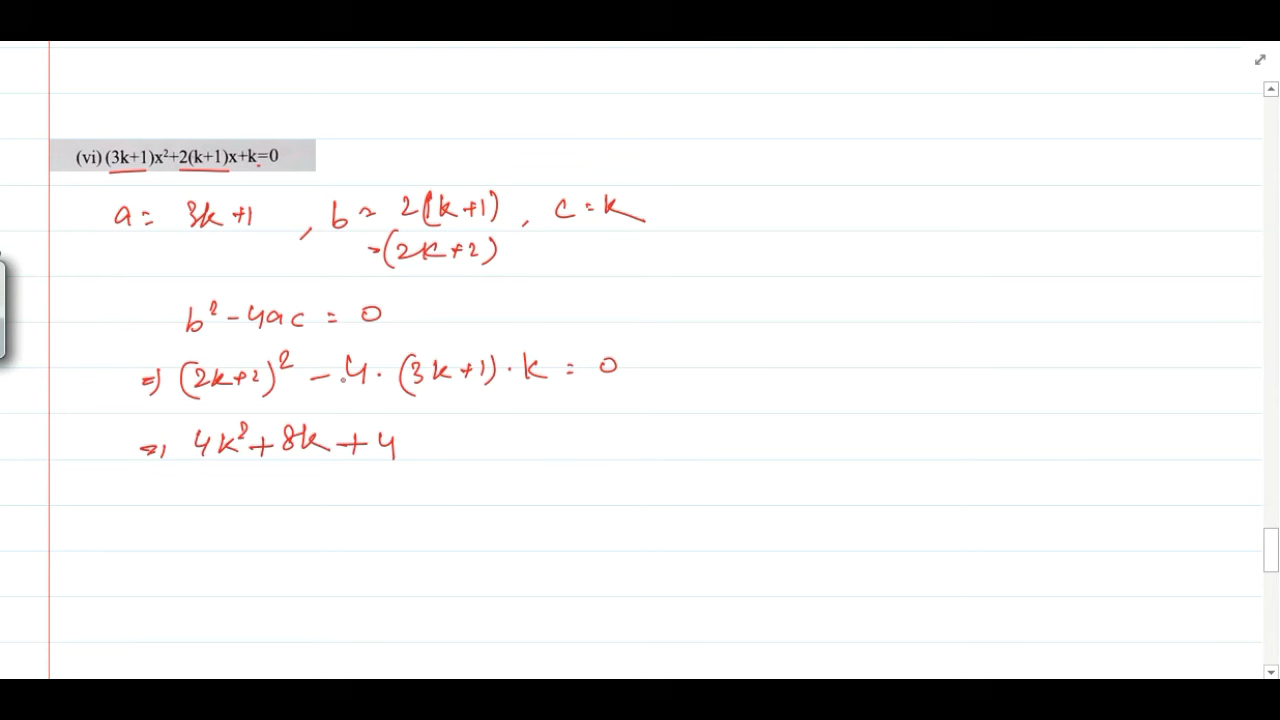 (vi) (3k+1)x²+2(k+1)x+k=0
a = 3k+1 , b = 2(k+1) , c = k
=(2k+2)
b² - 4ac = 0
=) (2k+2)² - 4 · (3k+1) · k = 0
=) 4k² + 8k + 4